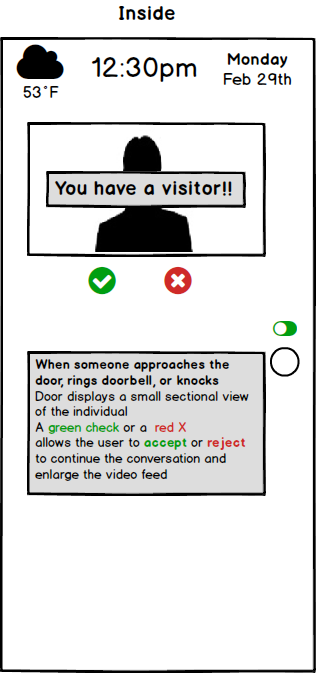 Inside
12:30pm
Monday
Feb 29th
53°F
You have a visitor!!
When someone approaches the
door, rings doorbell, or knocks
Door displays a small sectional view
of the individual
A green check or a red X
allows the user to accept or reject
to continue the conversation and
enlarge the video feed